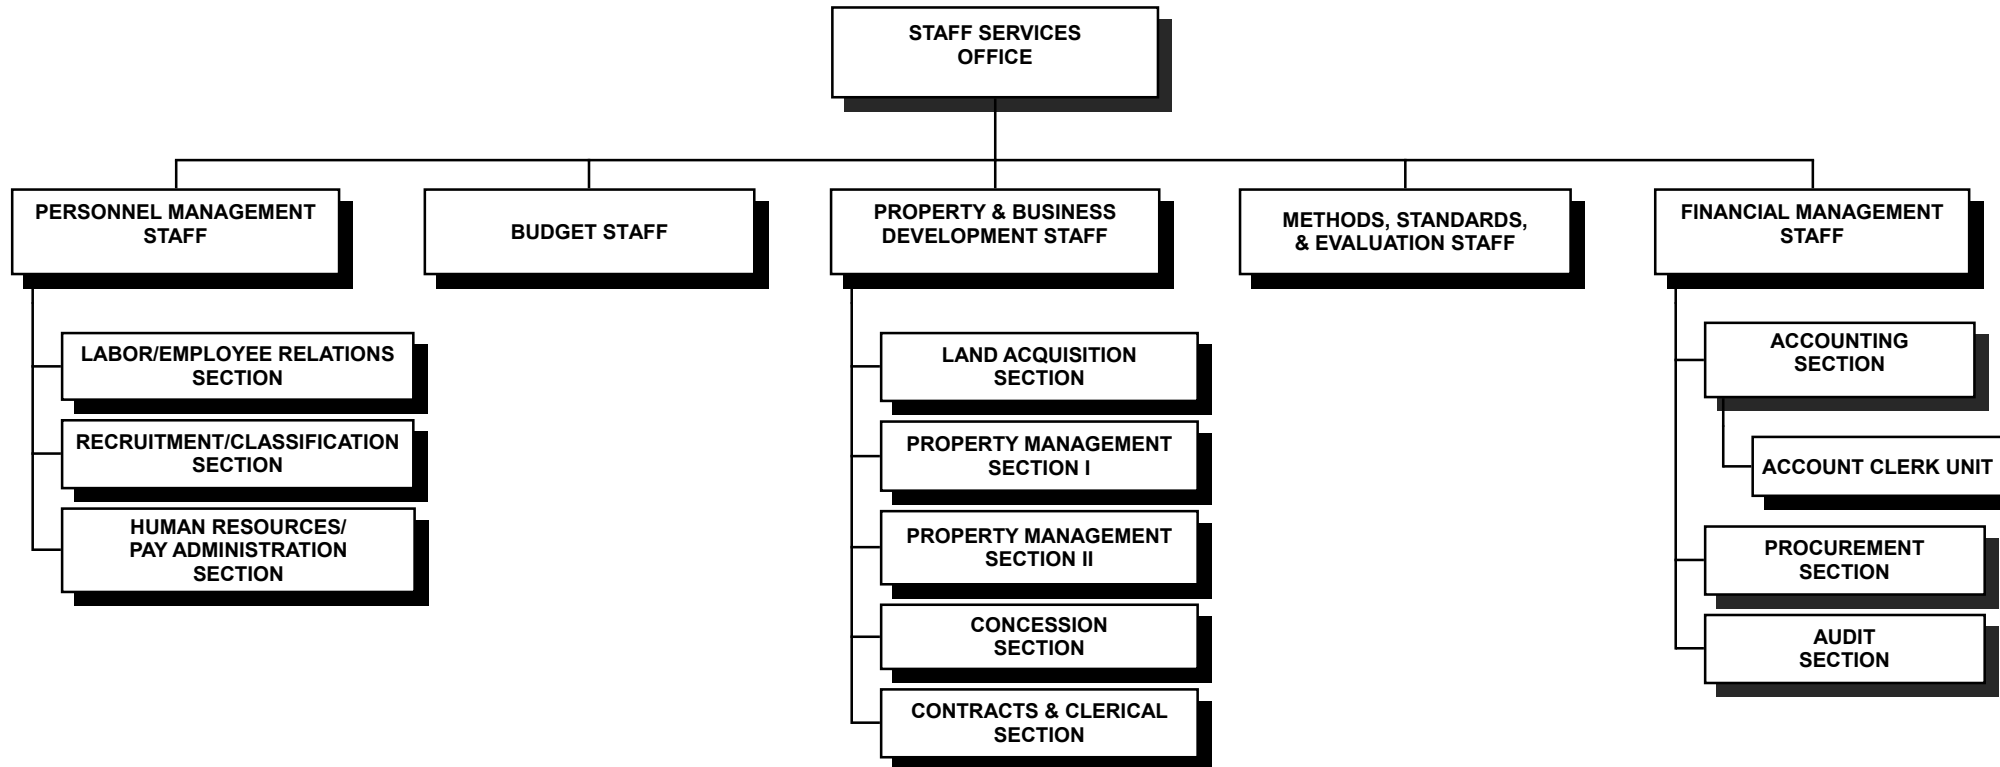 STAFF SERVICES
OFFICE
PERSONNEL MANAGEMENT
STAFF
BUDGET STAFF
PROPERTY & BUSINESS
DEVELOPMENT STAFF
METHODS, STANDARDS,
& EVALUATION STAFF
FINANCIAL MANAGEMENT
STAFF
LABOR/EMPLOYEE RELATIONS
SECTION
RECRUITMENT/CLASSIFICATION
SECTION
HUMAN RESOURCES/
PAY ADMINISTRATION
SECTION
LAND ACQUISITION
SECTION
PROPERTY MANAGEMENT
SECTION I
PROPERTY MANAGEMENT
SECTION II
CONCESSION
SECTION
CONTRACTS & CLERICAL
SECTION
ACCOUNTING
SECTION
ACCOUNT CLERK UNIT
PROCUREMENT
SECTION
AUDIT
SECTION